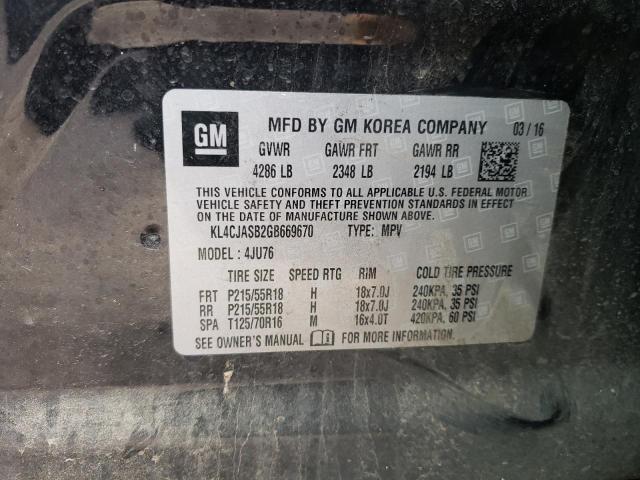 GM MFD BY GM KOREA COMPANY 03/16
GVWR GAWR FRT GAWR RR
4286 LB 2348 LB 2194 LB
THIS VEHICLE CONFORMS TO ALL APPLICABLE U.S. FEDERAL MOTOR
VEHICLE SAFETY AND THEFT PREVENTION STANDARDS IN EFFECT ON
THE DATE OF MANUFACTURE SHOWN ABOVE.
KL4CJASB2GB669670 TYPE: MPV
MODEL: 4JU76
TIRE SIZE SPEED RTG RIM COLD TIRE PRESSURE
FRT P215/55R18 H 18x7.0J 240KPA, 35 PSI
RR P215/55R18 H 18x7.0J 240KPA, 35 PSI
SPA T125/70R16 M 16x4.0T 420KPA, 60 PSI
SEE OWNER'S MANUAL FOR MORE INFORMATION.